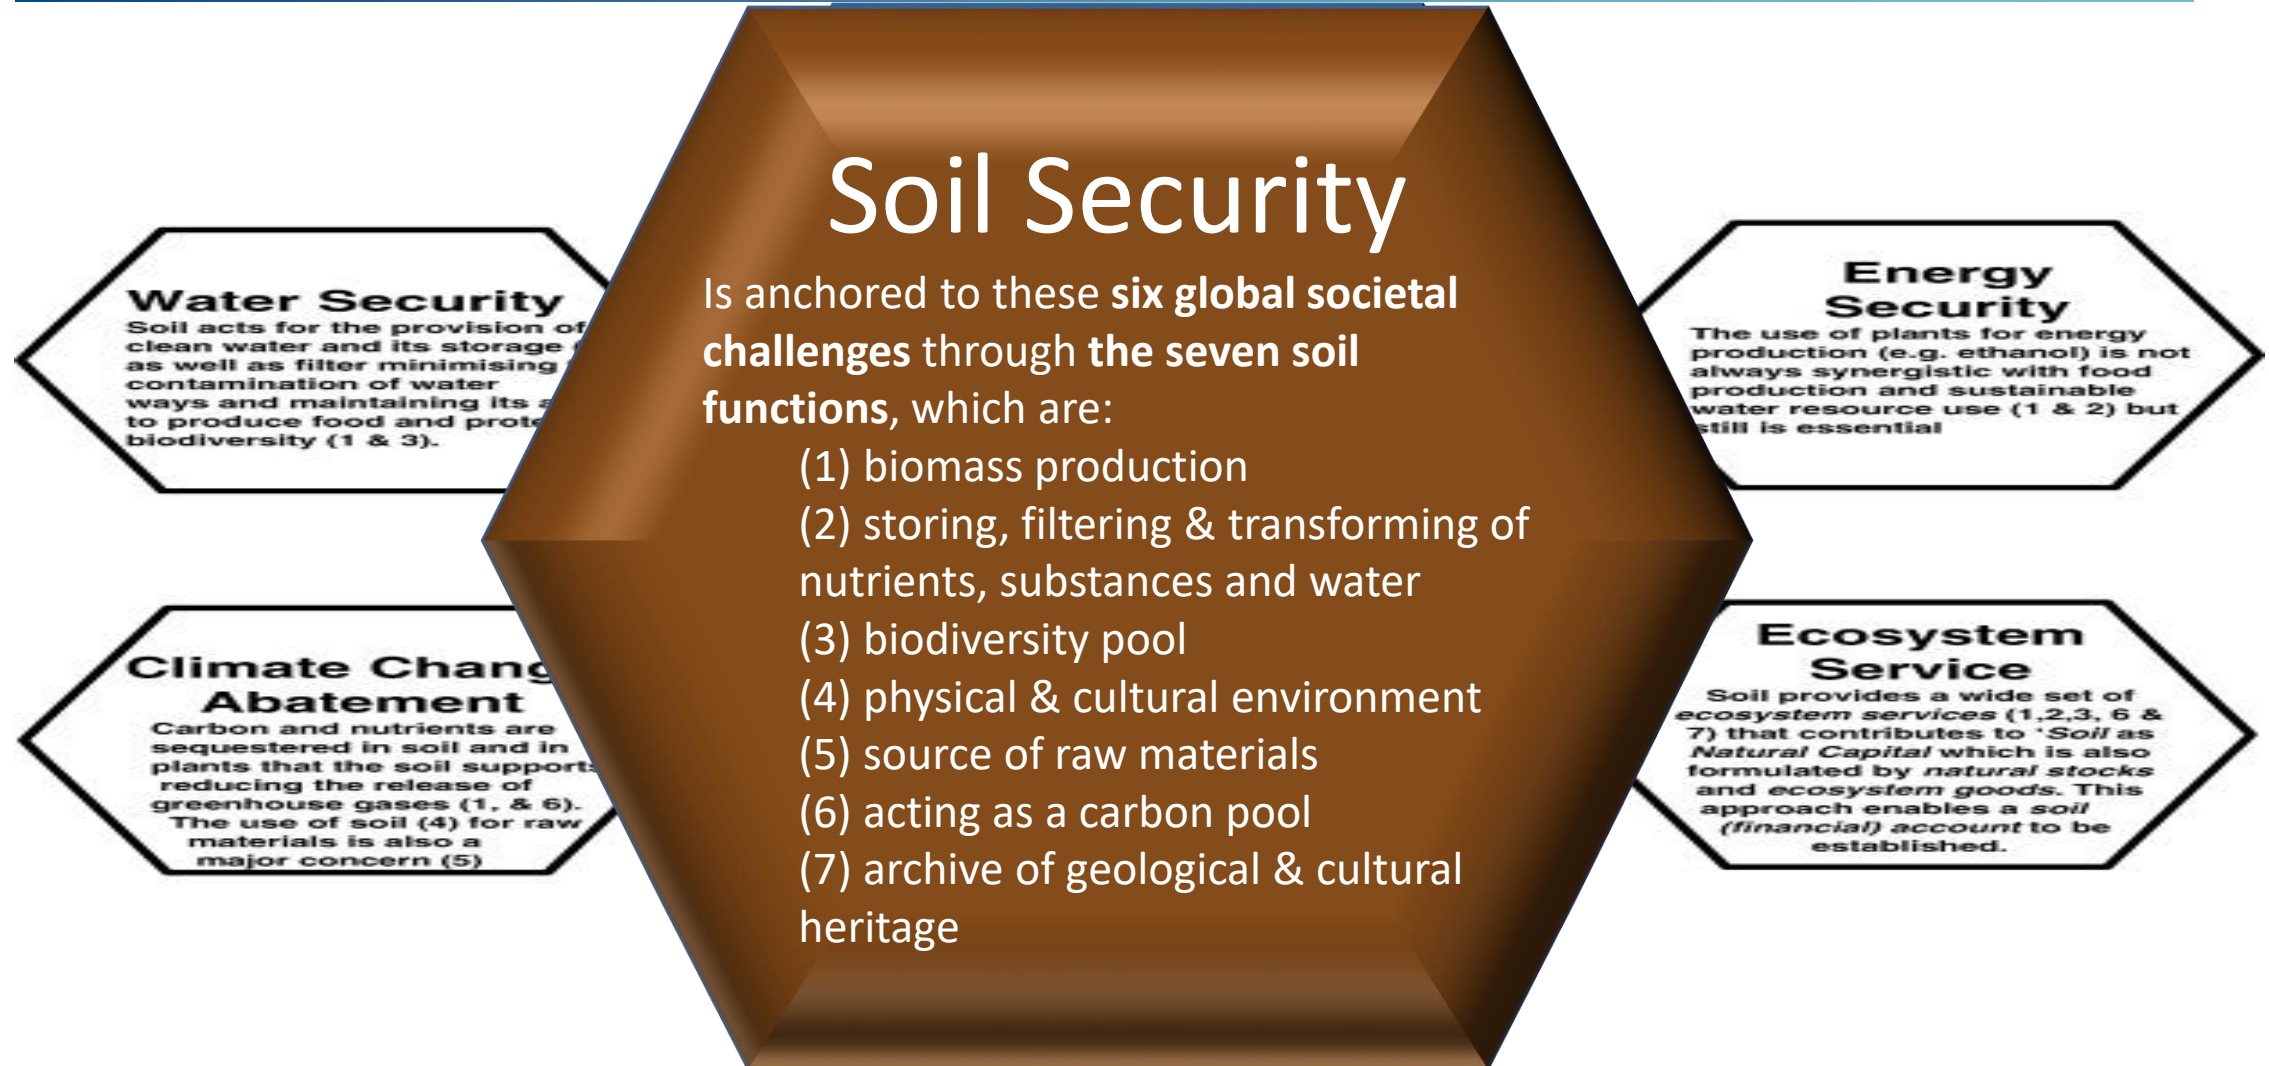 Soil Security
Is anchored to these six global societal
challenges through the seven soil
functions, which are:
(1) biomass production
(2) storing, filtering & transforming of
nutrients, substances and water
(3) biodiversity pool
(4) physical & cultural environment
(5) source of raw materials
(6) acting as a carbon pool
(7) archive of geological & cultural
heritage
Water Security
Soil acts for the provision of
clean water and its storage
as well as filter minimising
contamination of water
ways and maintaining its
to produce food and
biodiversity (1 & 3).
Climate
Abatement
Carbon and nutrients are
sequestered in soil and in
plants that the soil
reducing the release of
greenhouse gases (1, & 6).
The use of soil (4) for raw
materials is also a
major concern (5)
Energy
Security
The use of plants for energy
production (e.g. ethanol) is not
always synergistic with food
production and sustainable
water resource use (1 & 2) but
still is essential
Ecosystem
Service
Soil provides a wide set of
ecosystem services (1,2,3, 6 &
7) that contributes to 'Soil as
Natural Capital which is also
formulated by natural stocks
and ecosystem goods. This
approach enables a soil
(financial) account to be
established.